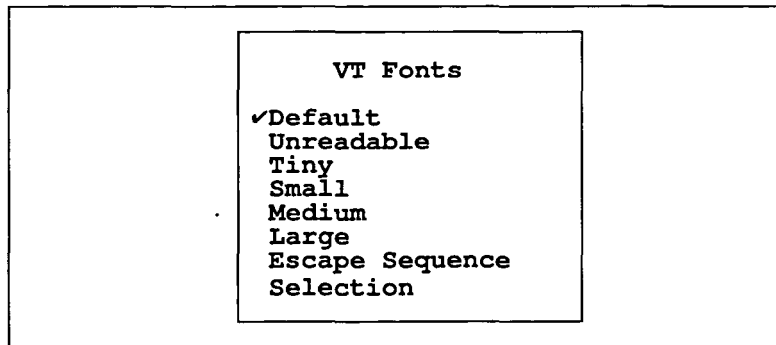 VT Fonts
✔Default
Unreadable
Tiny
Small
Medium
Large
Escape Sequence
Selection